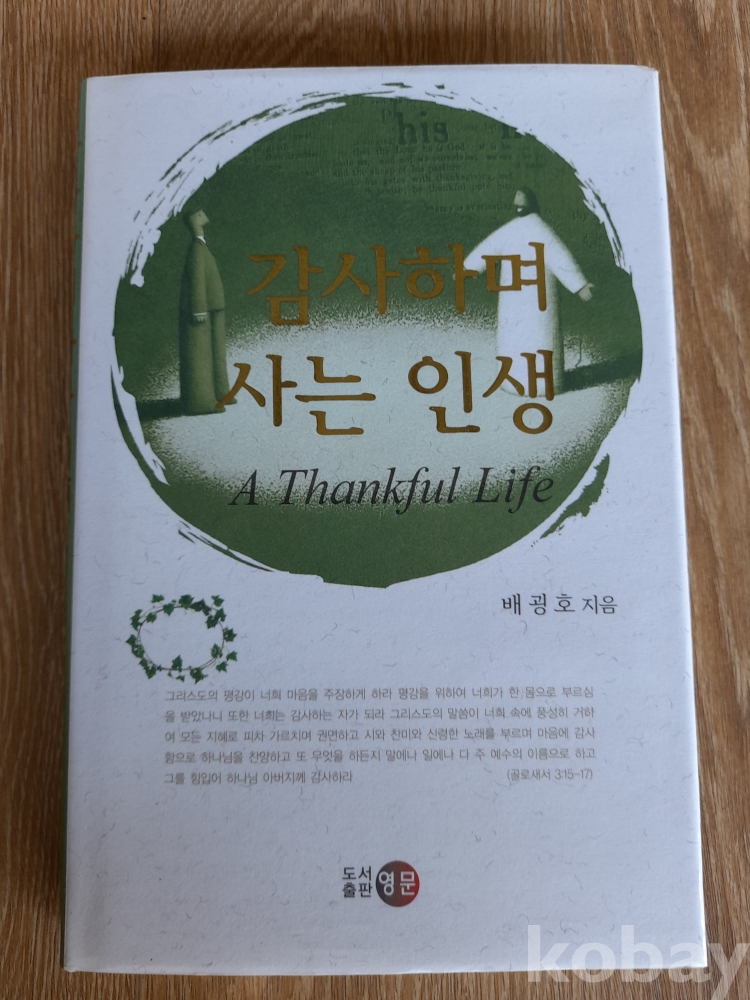 his
감사하며
사는 인생
A Thankful Life
배굉호 지음
그리스도의 평강이 너희 마음을 주장하게 하라 평강을 위하여 너희가 한 몸으로 부르심
을 받았나니 또한 너희는 감사하는 자가 되라 그리스도의 말씀이 너희 속에 풍성히 거하
여 모든 지혜로 피차 가르치며 권면하고 시와 찬미와 신령한 노래를 부르며 마음에 감사
함으로 하나님을 찬양하고 또 무엇을 하든지 말에나 일에나 다 주 예수의 이름으로 하고
그를 힘입어 하나님 아버지께 감사하라 (골로새서 3:15-17)
도서
출판 영문
kobay